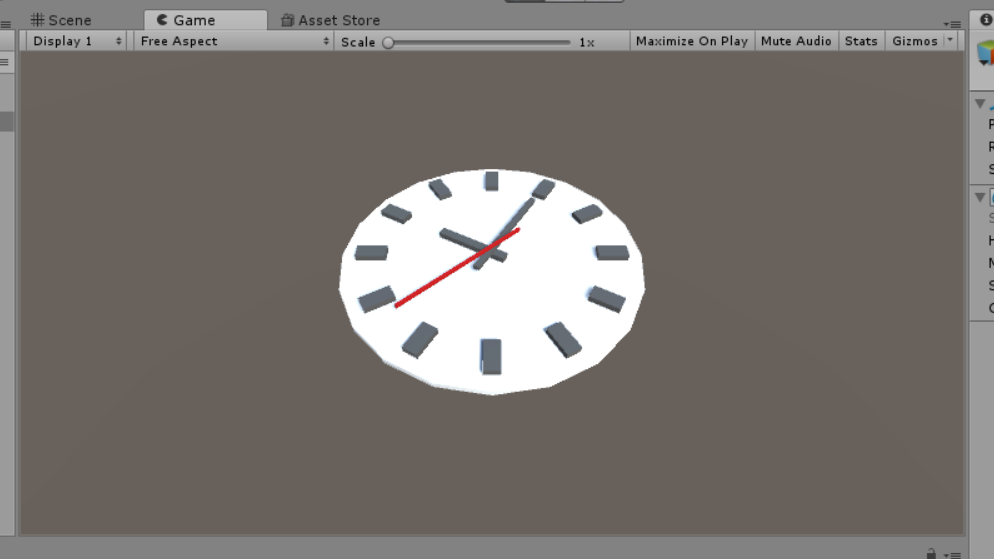 Scene Game Asset Store
Display 1 Free Aspect Scale 1x Maximize On Play Mute Audio Stats Gizmos